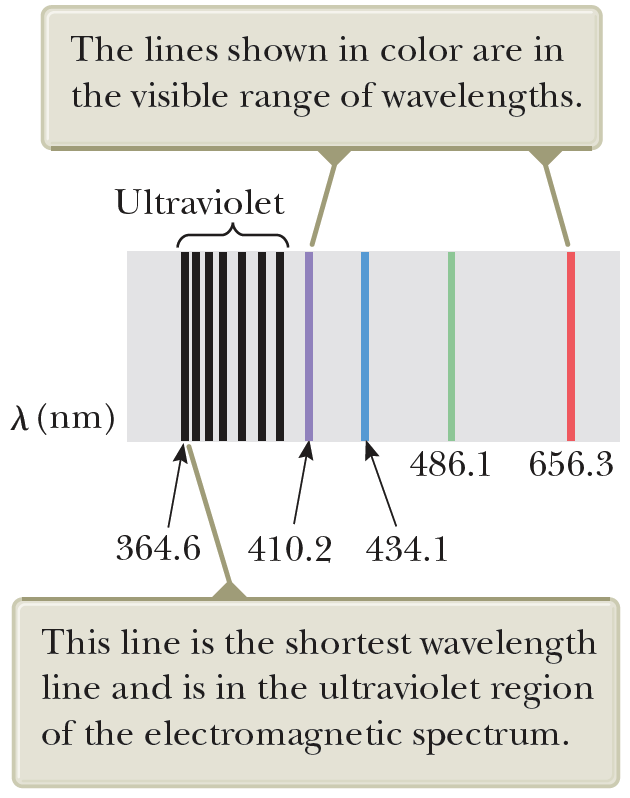 The lines shown in color are in
the visible range of wavelengths.
Ultraviolet
λ (nm)
486.1 656.3
364.6 410.2 434.1
This line is the shortest wavelength
line and is in the ultraviolet region
of the electromagnetic spectrum.